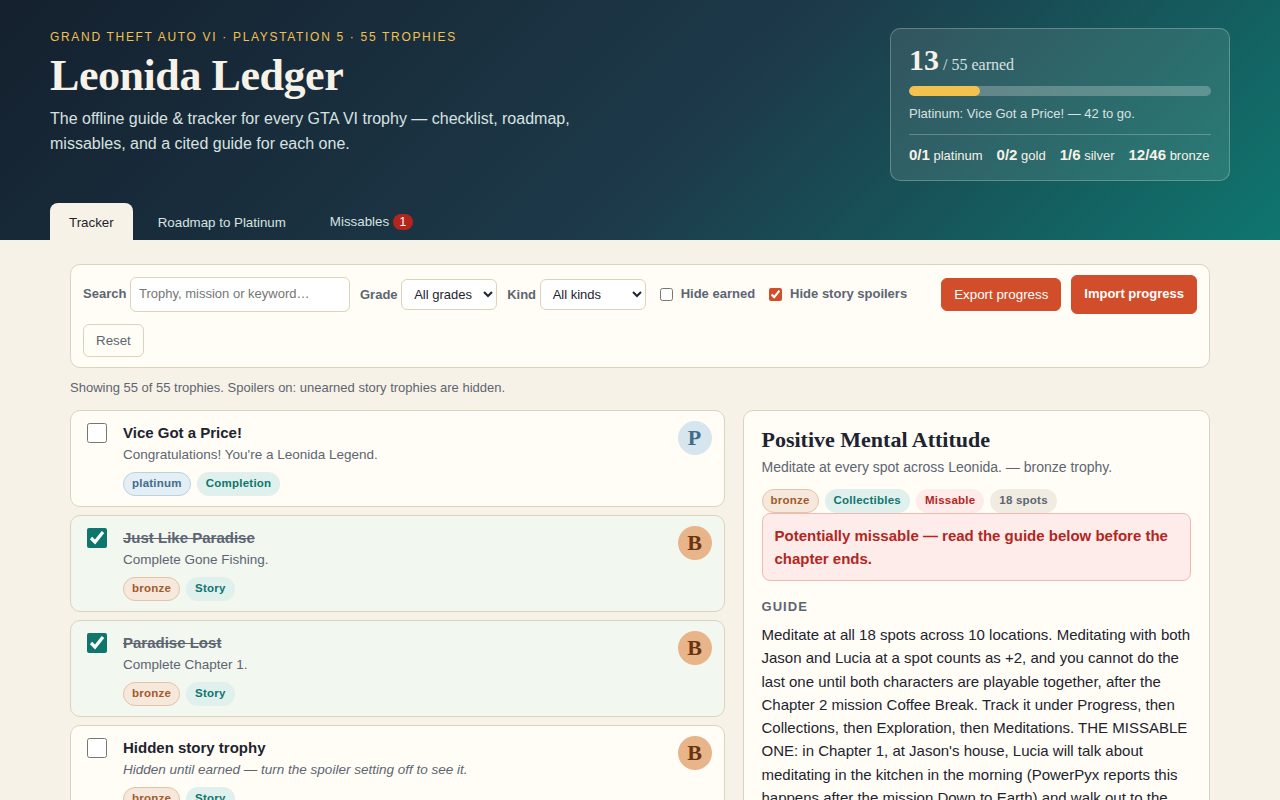 GRAND THEFT AUTO VI · PLAYSTATION 5 · 55 TROPHIES
Leonida Ledger
The offline guide & tracker for every GTA VI trophy — checklist, roadmap,
missables, and a cited guide for each one.
13 / 55 earned
Platinum: Vice Got a Price! — 42 to go.
0/1 platinum 0/2 gold 1/6 silver 12/46 bronze
Tracker Roadmap to Platinum Missables 1
Search Trophy, mission or keyword… Grade All grades Kind All kinds Hide earned Hide story spoilers Export progress Import progress
Reset
Showing 55 of 55 trophies. Spoilers on: unearned story trophies are hidden.
Vice Got a Price!
P
Congratulations! You're a Leonida Legend.
platinum Completion
Just Like Paradise
B
Complete Gone Fishing.
bronze Story
Paradise Lost
B
Complete Chapter 1.
bronze Story
Hidden story trophy
B
Hidden until earned — turn the spoiler setting off to see it.
bronze Story
Positive Mental Attitude
Meditate at every spot across Leonida. — bronze trophy.
bronze Collectibles Missable 18 spots
Potentially missable — read the guide below before the
chapter ends.
GUIDE
Meditate at all 18 spots across 10 locations. Meditating with both
Jason and Lucia at a spot counts as +2, and you cannot do the
last one until both characters are playable together, after the
Chapter 2 mission Coffee Break. Track it under Progress, then
Collections, then Exploration, then Meditations. THE MISSABLE
ONE: in Chapter 1, at Jason's house, Lucia will talk about
meditating in the kitchen in the morning (PowerPyx reports this
happens after the mission Down to Earth) and walk out to the